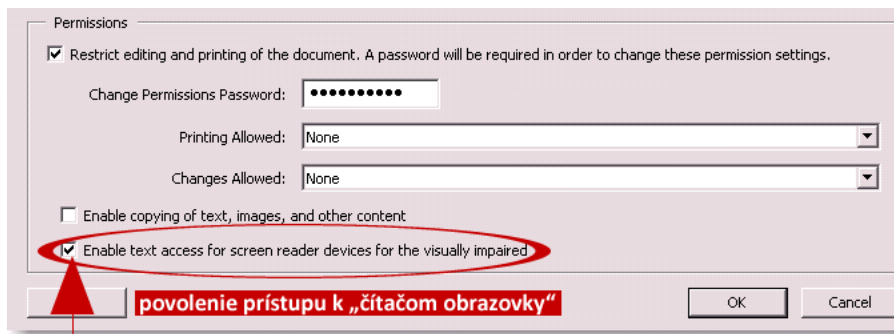 Permissions
Restrict editing and printing of the document. A password will be required in order to change these permission settings.
Change Permissions Password: ••••••••••
Printing Allowed: None
Changes Allowed: None
Enable copying of text, images, and other content
Enable text access for screen reader devices for the visually impaired
povolenie prístupu k „čítačom obrazovky“
OK Cancel